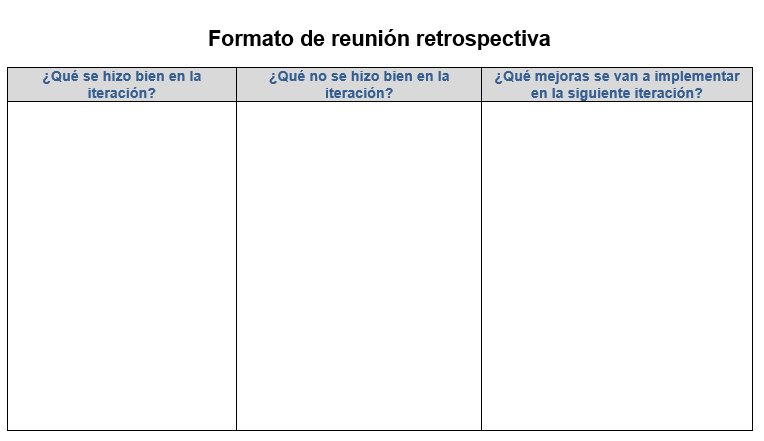 Formato de reunión retrospectiva
¿Qué se hizo bien en la
iteración?
¿Qué no se hizo bien en la
iteración?
¿Qué mejoras se van a implementar
en la siguiente iteración?